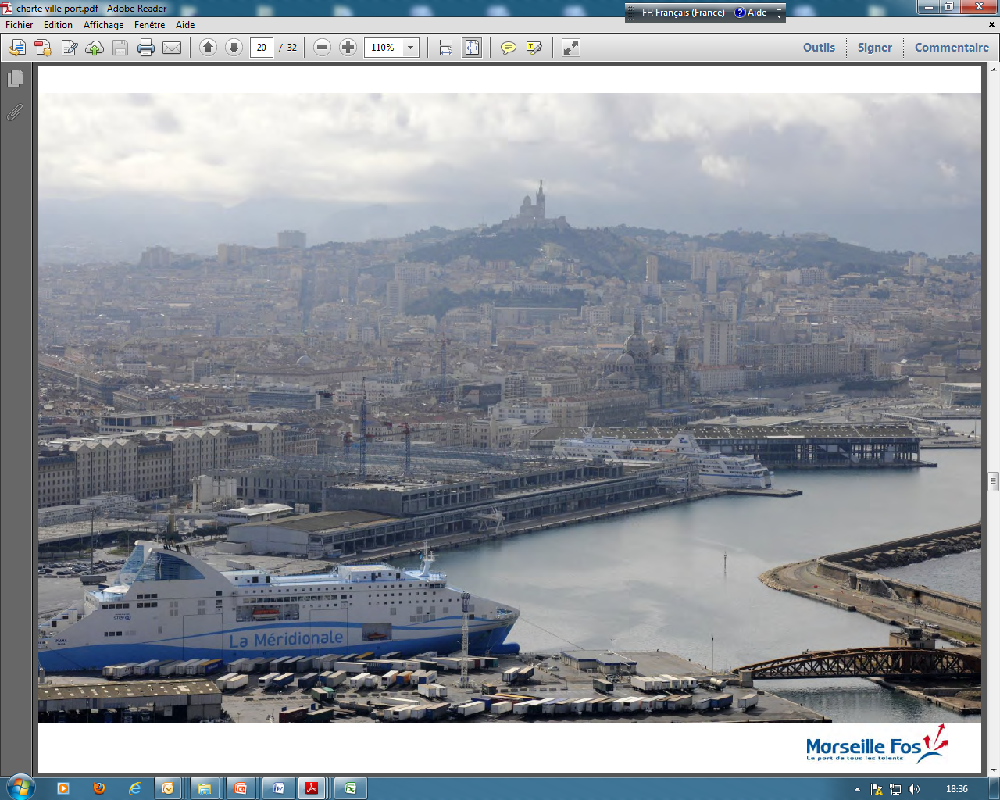 charte ville port.pdf - Adobe Reader
FR Français (France) Aide
Fichier Edition Affichage Fenêtre Aide
20 / 32 110% Outils Signer Commentaire
La Méridionale
Marseille Fos
Le port de tous les talents
18:36